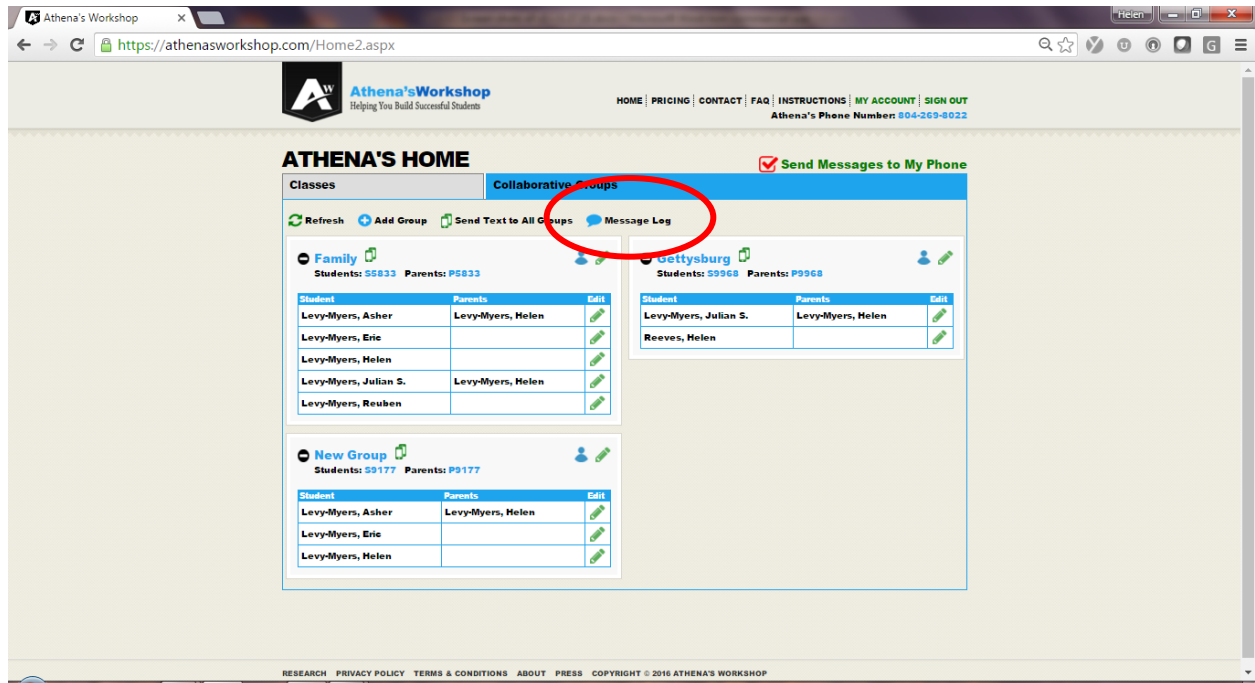 Athena's Workshop
Helen
https://athenasworkshop.com/Home2.aspx
Athena'sWorkshop
Helping You Build Successful Students
HOME PRICING CONTACT FAQ INSTRUCTIONS MY ACCOUNT SIGN OUT
Athena's Phone Number: 804-269-8022
ATHENA'S HOME
Send Messages to My Phone
Classes
Collaborative Groups
Refresh Add Group Send Text to All Groups Message Log
Family
Students: S5833 Parents: P5833
Student Parents Edit
Levy-Myers, Asher Levy-Myers, Helen
Levy-Myers, Eric
Levy-Myers, Helen
Levy-Myers, Julian S. Levy-Myers, Helen
Levy-Myers, Reuben
Gettysburg
Students: S9968 Parents: P9968
Student Parents Edit
Levy-Myers, Julian S. Levy-Myers, Helen
Reeves, Helen
New Group
Students: S9177 Parents: P9177
Student Parents Edit
Levy-Myers, Asher Levy-Myers, Helen
Levy-Myers, Eric
Levy-Myers, Helen
RESEARCH PRIVACY POLICY TERMS & CONDITIONS ABOUT PRESS COPYRIGHT © 2016 ATHENA'S WORKSHOP